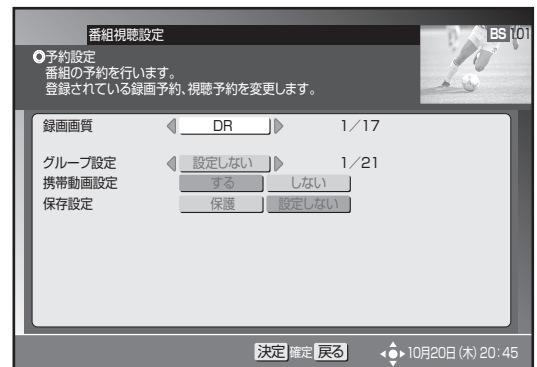 番組視聴設定
BS 101
予約設定
番組の予約を行います。
登録されている録画予約、視聴予約を変更します。
録画画質 DR 1/17
グループ設定 設定しない 1/21
携帯動画設定 する しない
保存設定 保護 設定しない
決定 確定 戻る 10月20日(木) 20:45